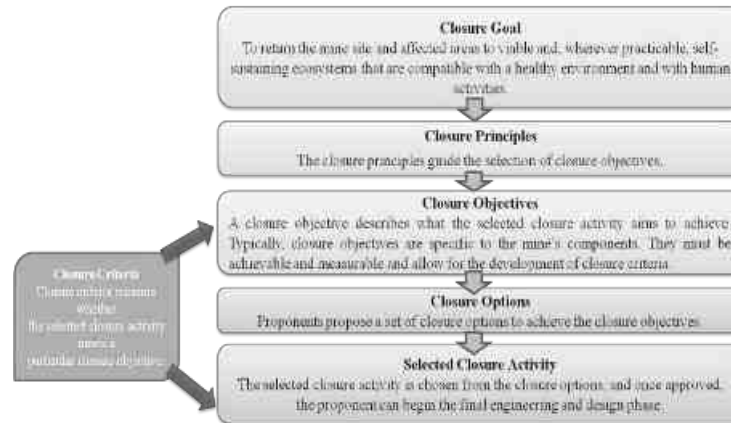 Closure Goal
To return the mine site and affected areas to viable and, wherever practicable, self-
sustaining ecosystems that are compatible with a healthy environment and with human
activities.
Closure Principles
The closure principles guide the selection of closure objectives.
Closure Objectives
A closure objective describes what the selected closure activity aims to achieve.
Typically, closure objectives are specific to the mine's components. They must be
achievable and measurable and allow for the development of closure criteria.
Closure Criteria
Closure criteria measure
whether
the selected closure activity
meets a
particular closure objective.
Closure Options
Proponents propose a set of closure options to achieve the closure objectives.
Selected Closure Activity
The selected closure activity is chosen from the closure options, and once approved,
the proponent can begin the final engineering and design phase.